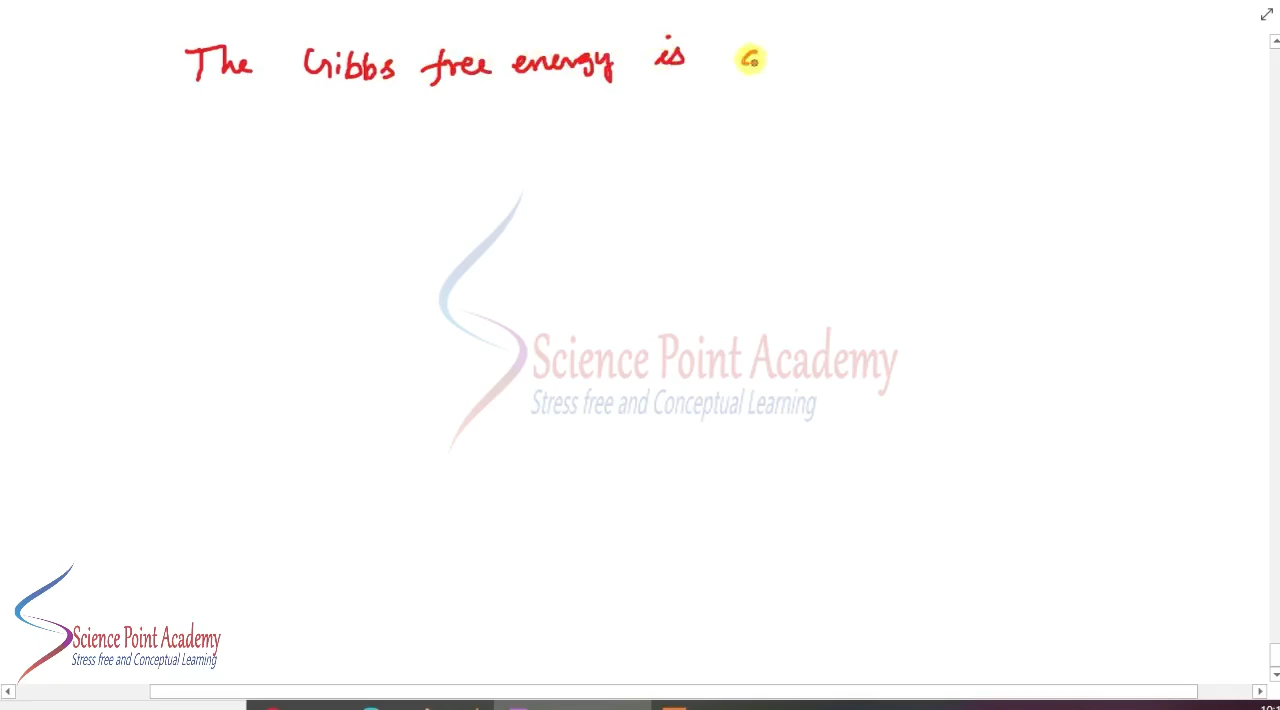 The Gibbs free energy is
Science Point Academy
Stress free and Conceptual Learning
Science Point Academy
Stress free and Conceptual Learning